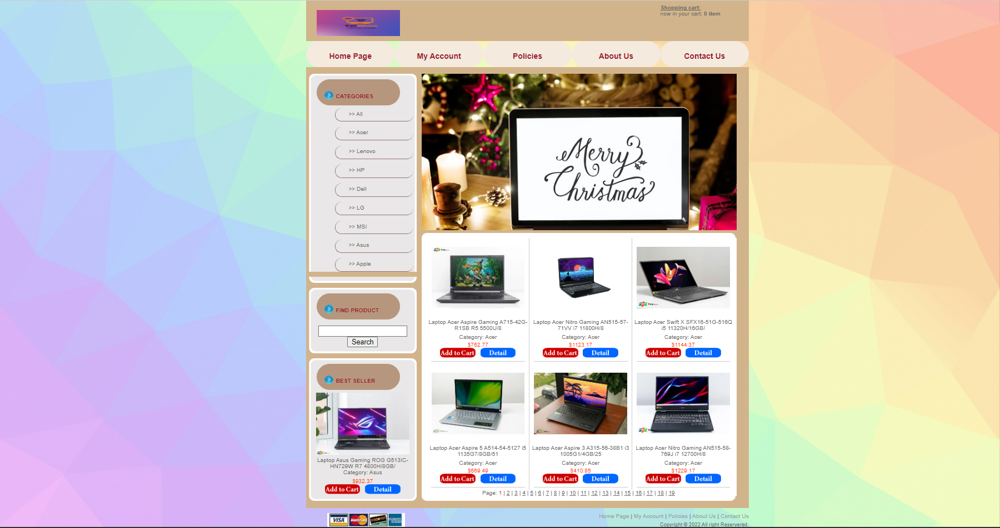 Shopping cart:
now in your cart: 0 item
Home Page
My Account
Policies
About Us
Contact Us
CATEGORIES
>> All
>> Acer
>> Lenovo
>> HP
>> Dell
>> LG
>> MSI
>> Asus
>> Apple
FIND PRODUCT
Search
BEST SELLER
Laptop Asus Gaming ROG G513IC-
HN729W R7 4800H/8GB/
Category: Asus
$932.37
Add to Cart
Detail
Merry
Christmas
Laptop Acer Aspire Gaming A715-42G-
R1SB R5 5500U/8
Category: Acer
$762.77
Add to Cart
Detail
Laptop Acer Nitro Gaming AN515-57-
71VV i7 11800H/8
Category: Acer
$1123.17
Add to Cart
Detail
Laptop Acer Swift X SFX16-51G-516Q
i5 11320H/16GB/
Category: Acer
$1144.37
Add to Cart
Detail
Laptop Acer Aspire 5 A514-54-5127 i5
1135G7/8GB/51
Category: Acer
$669.49
Add to Cart
Detail
Laptop Acer Aspire 3 A315-56-38B1 i3
1005G1/4GB/25
Category: Acer
$410.85
Add to Cart
Detail
Laptop Acer Nitro Gaming AN515-58-
769J i7 12700H/8
Category: Acer
$1229.17
Add to Cart
Detail
Page: 1 | 2 | 3 | 4 | 5 | 6 | 7 | 8 | 9 | 10 | 11 | 12 | 13 | 14 | 15 | 16 | 17 | 18 | 19
VISA
MasterCard
DISCOVER
Home Page | My Account | Policies | About Us | Contact Us
Copyright © 2022 All right Reserverered.